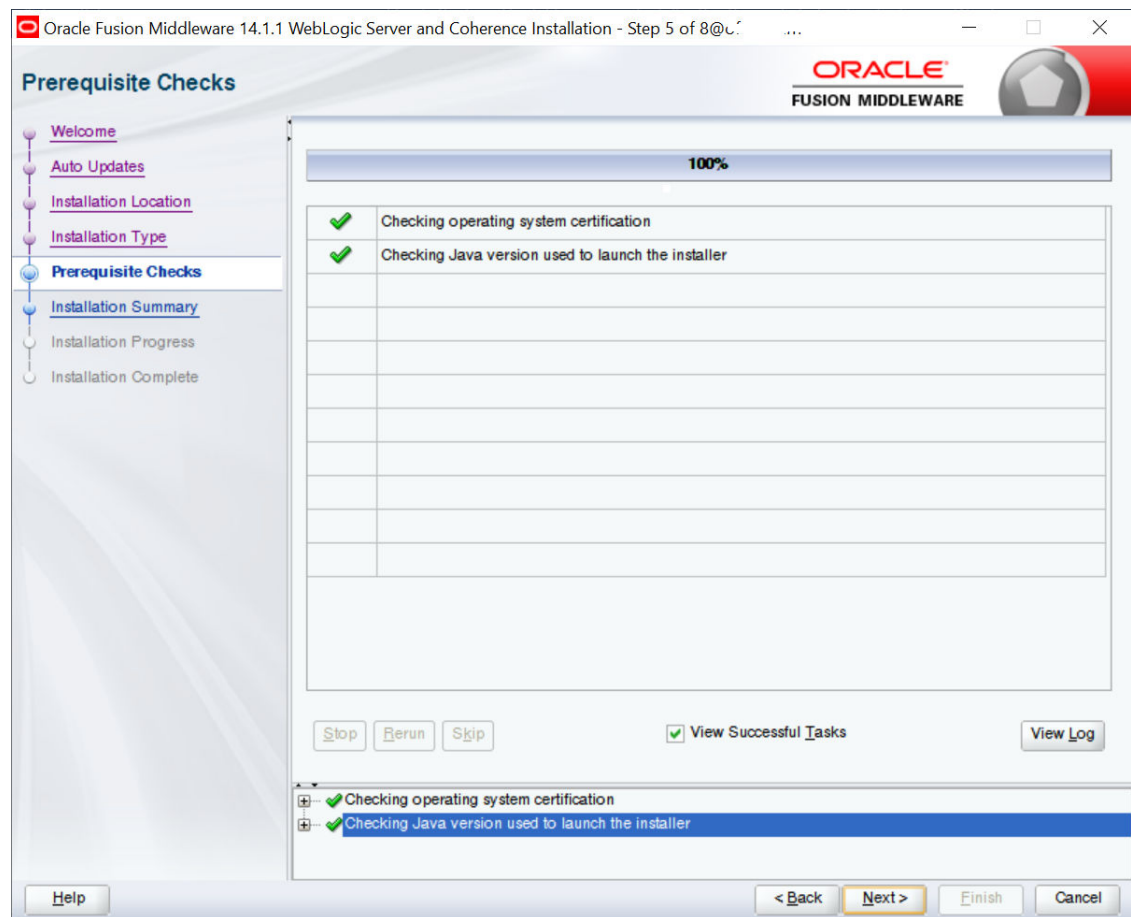 Oracle Fusion Middleware 14.1.1 WebLogic Server and Coherence Installation - Step 5 of 8@
Prerequisite Checks
ORACLE
FUSION MIDDLEWARE
Welcome
Auto Updates
Installation Location
Installation Type
Prerequisite Checks
Installation Summary
Installation Progress
Installation Complete
100%
Checking operating system certification
Checking Java version used to launch the installer
Stop
Rerun
Skip
View Successful Tasks
View Log
Checking operating system certification
Checking Java version used to launch the installer
Help
< Back
Next >
Finish
Cancel